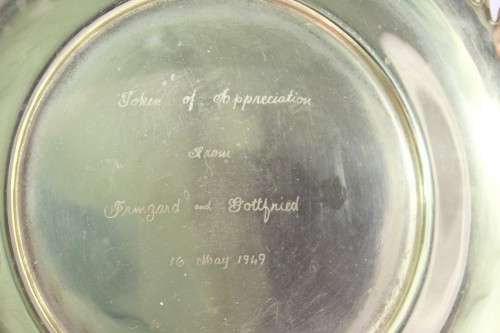 Token of Appreciation
From
Irmgard and Gottfried
16 May 1949